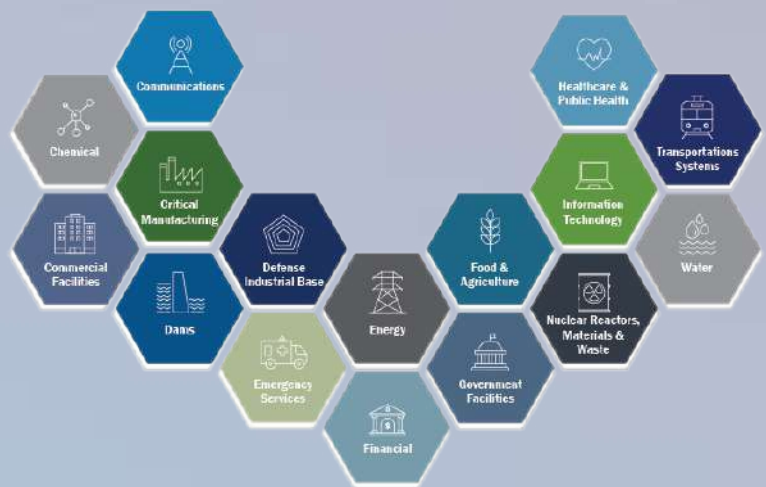 Communications
Healthcare &
Public Health
Chemical
Transportations
Systems
Critical
Manufacturing
Information
Technology
Commercial
Facilities
Defense
Industrial Base
Food &
Agriculture
Water
Dams
Energy
Nuclear Reactors,
Materials &
Waste
Emergency
Services
Government
Facilities
$
Financial